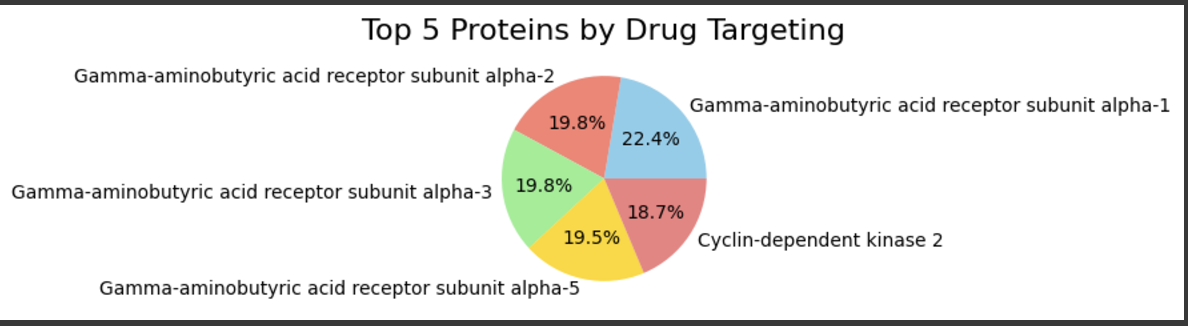 Top 5 Proteins by Drug Targeting
Gamma-aminobutyric acid receptor subunit alpha-2
Gamma-aminobutyric acid receptor subunit alpha-1
19.8%
22.4%
Gamma-aminobutyric acid receptor subunit alpha-3
19.8%
18.7%
19.5%
Cyclin-dependent kinase 2
Gamma-aminobutyric acid receptor subunit alpha-5